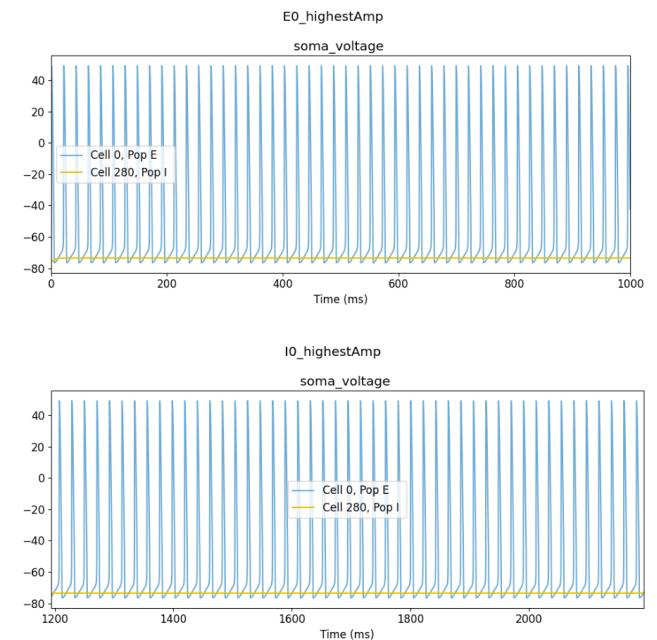 E0_highestAmp
soma_voltage
40
20
0
−20
−40
−60
−80
Cell 0, Pop E
Cell 280, Pop I
0 200 400 600 800 1000
Time (ms)
I0_highestAmp
soma_voltage
40
20
0
−20
−40
−60
−80
Cell 0, Pop E
Cell 280, Pop I
1200 1400 1600 1800 2000
Time (ms)